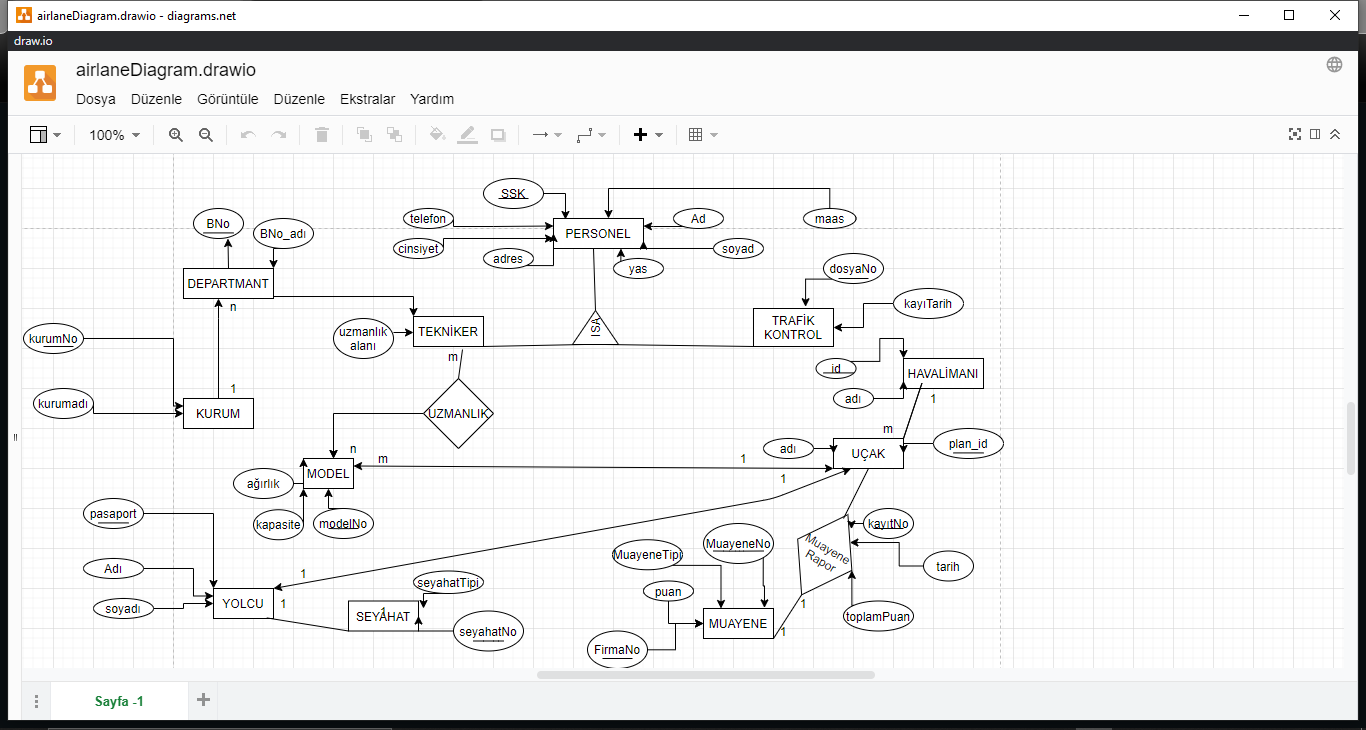 airlaneDiagram.drawio - diagrams.net
draw.io
airlaneDiagram.drawio
Dosya Düzenle Görüntüle Düzenle Ekstralar Yardım
100%
SSK
telefon
Ad
maas
BNo
BNo_adı
PERSONEL
cinsiyet
soyad
adres
yas
dosyaNo
DEPARTMANT
n
kayıTarih
uzmanlık
alanı
TEKNİKER
ISA
TRAFİK
KONTROL
kurumNo
m
id
HAVALİMANI
1
adı
1
kurumadı
KURUM
UZMANLIK
m
n
adı
UÇAK
plan_id
m
1
MODEL
1
ağırlık
kapasite
modelNo
pasaport
kayıtNo
MuayeneTipi
MuayeneNo
Muayene
Rapor
tarih
Adı
1
seyahatTipi
puan
soyadı
YOLCU
1
1
SEYAHAT
1
toplamPuan
seyahatNo
MUAYENE
1
FirmaNo
Sayfa -1